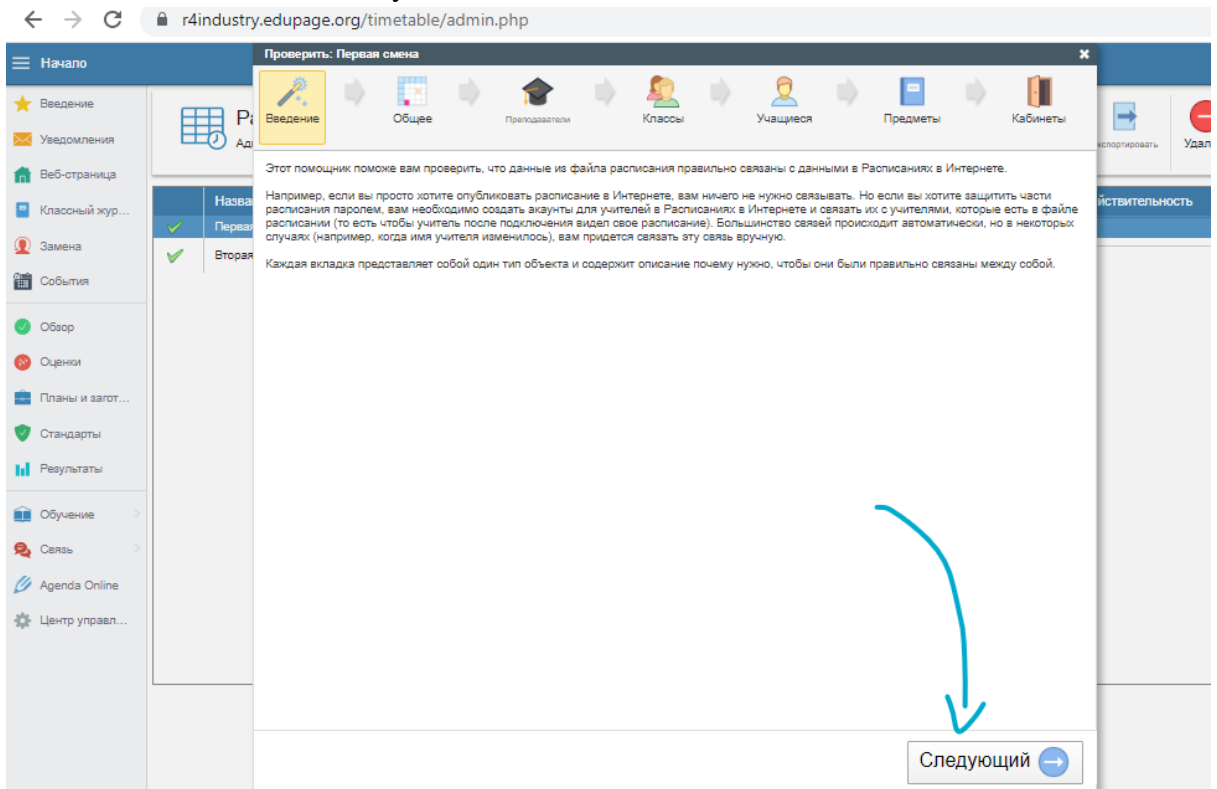 r4industry.edupage.org/timetable/admin.php
Начало
Проверить: Первая смена
Введение
Общее
Преподаватели
Классы
Учащиеся
Предметы
Кабинеты
Введение
Уведомления
Веб-страница
Классный жур...
Замена
События
Обзор
Оценки
Планы и загот...
Стандарты
Результаты
Обучение
Связь
Agenda Online
Центр управл...
Назва
Первая
Вторая
Этот помощник поможе вам проверить, что данные из файла расписания правильно связаны с данными в Расписаниях в Интернете.
Например, если вы просто хотите опубликовать расписание в Интернете, вам ничего не нужно связывать. Но если вы хотите защитить части
расписания паролем, вам необходимо создать акаунты для учителей в Расписаниях в Интернете и связать их с учителями, которые есть в файле
расписании (то есть чтобы учитель после подключения видел свое расписание). Большинство связей происходит автоматически, но в некоторых
случаях (например, когда имя учителя изменилось), вам придется связать эту связь вручную.
Каждая вкладка представляет собой один тип объекта и содержит описание почему нужно, чтобы они были правильно связаны между собой.
кспортировать
Удал
йствительность
Следующий